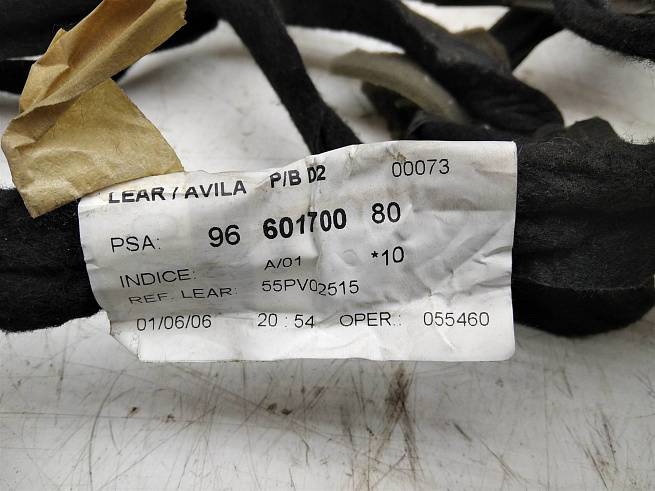 LEAR / AVILA P/B D2 00073
PSA: 96 601700 80
INDICE: A/01 *10
REF. LEAR: 55PV02515
01/06/06 20:54 OPER.: 055460